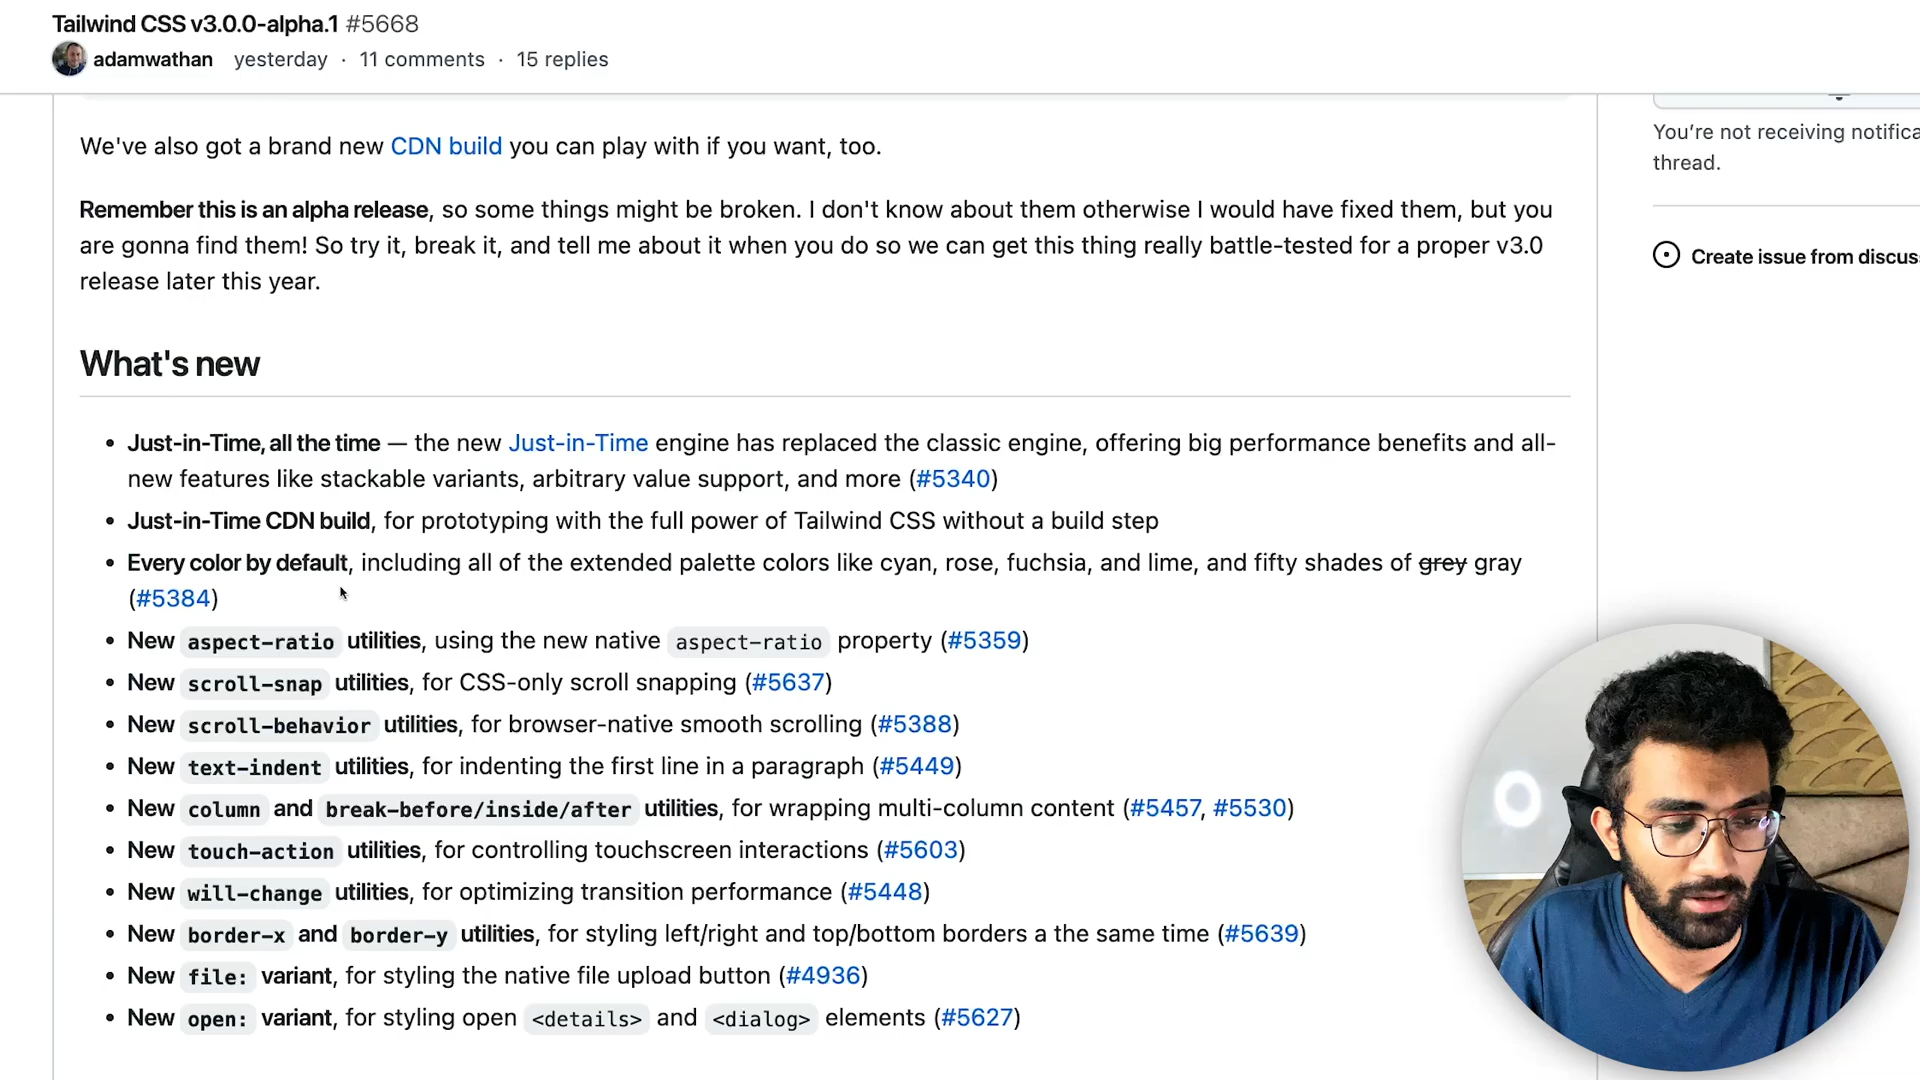 Tailwind CSS v3.0.0-alpha.1 #5668
adamwathan yesterday · 11 comments · 15 replies
We've also got a brand new CDN build you can play with if you want, too.
Remember this is an alpha release, so some things might be broken. I don't know about them otherwise I would have fixed them, but you
are gonna find them! So try it, break it, and tell me about it when you do so we can get this thing really battle-tested for a proper v3.0
release later this year.
What's new
• Just-in-Time, all the time — the new Just-in-Time engine has replaced the classic engine, offering big performance benefits and all-
new features like stackable variants, arbitrary value support, and more (#5340)
• Just-in-Time CDN build, for prototyping with the full power of Tailwind CSS without a build step
• Every color by default, including all of the extended palette colors like cyan, rose, fuchsia, and lime, and fifty shades of grey gray
(#5384)
• New aspect-ratio utilities, using the new native aspect-ratio property (#5359)
• New scroll-snap utilities, for CSS-only scroll snapping (#5637)
• New scroll-behavior utilities, for browser-native smooth scrolling (#5388)
• New text-indent utilities, for indenting the first line in a paragraph (#5449)
• New column and break-before/inside/after utilities, for wrapping multi-column content (#5457, #5530)
• New touch-action utilities, for controlling touchscreen interactions (#5603)
• New will-change utilities, for optimizing transition performance (#5448)
• New border-x and border-y utilities, for styling left/right and top/bottom borders a the same time (#5639)
• New file: variant, for styling the native file upload button (#4936)
• New open: variant, for styling open <details> and <dialog> elements (#5627)
You're not receiving notifica
thread.
Create issue from discus